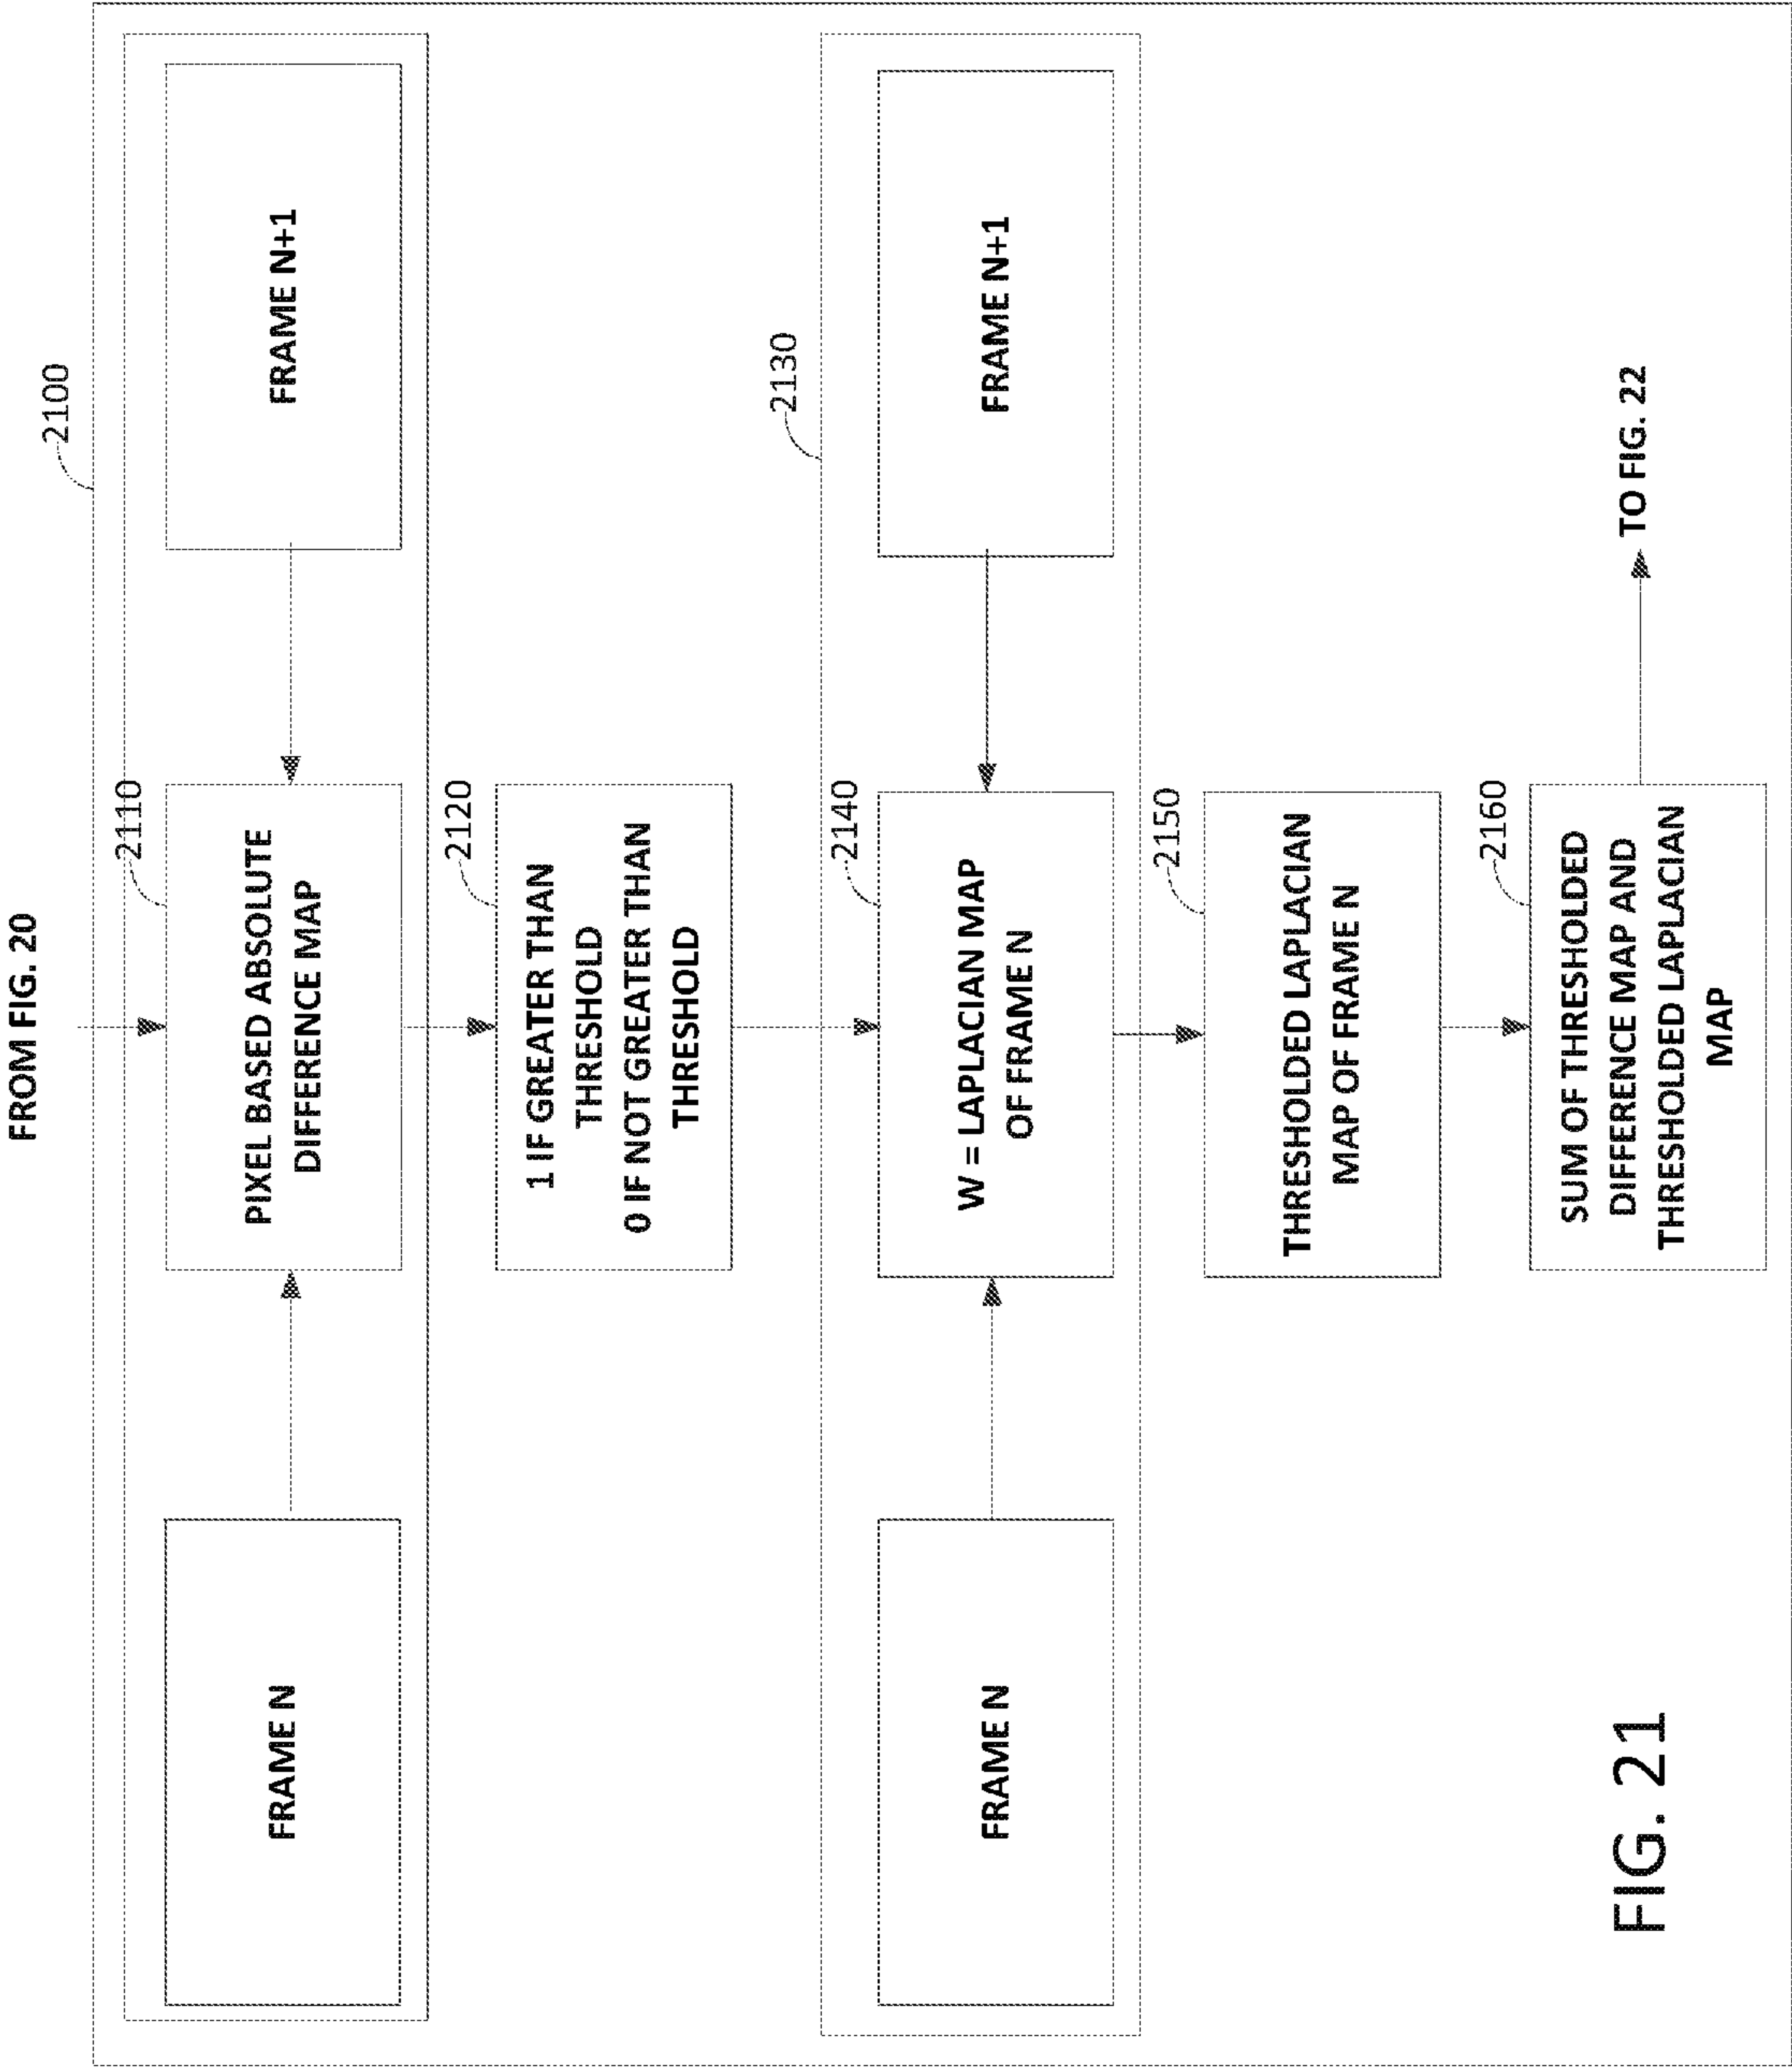 FROM FIG. 20
2100
2110
FRAME N
PIXEL BASED ABSOLUTE
DIFFERENCE MAP
FRAME N+1
2120
1 IF GREATER THAN
THRESHOLD
0 IF NOT GREATER THAN
THRESHOLD
2130
2140
FRAME N
W = LAPLACIAN MAP
OF FRAME N
FRAME N+1
2150
THRESHOLDED LAPLACIAN
MAP OF FRAME N
2160
SUM OF THRESHOLDED
DIFFERENCE MAP AND
THRESHOLDED LAPLACIAN
MAP
TO FIG. 22
FIG. 21